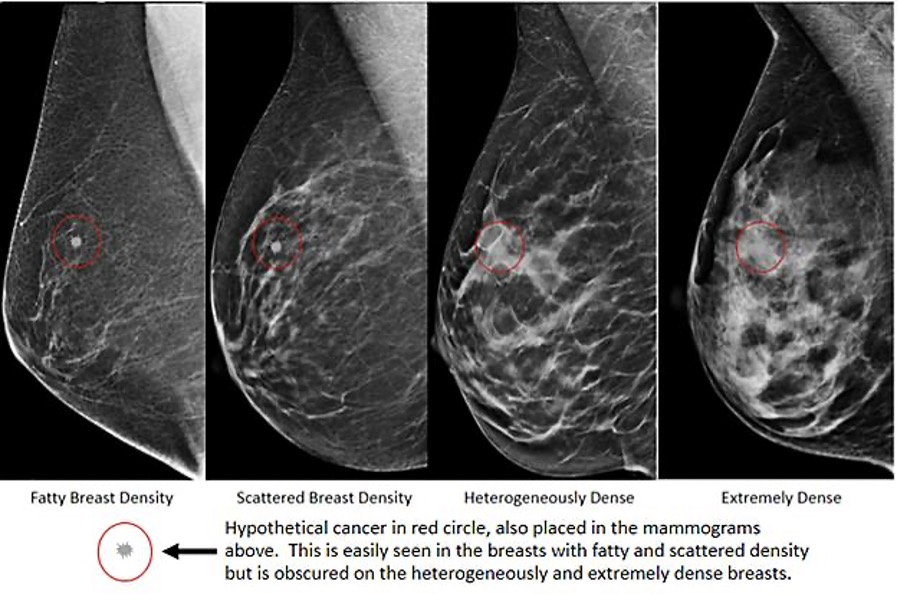 Fatty Breast Density
Scattered Breast Density
Heterogeneously Dense
Extremely Dense
Hypothetical cancer in red circle, also placed in the mammograms
above. This is easily seen in the breasts with fatty and scattered density
but is obscured on the heterogeneously and extremely dense breasts.